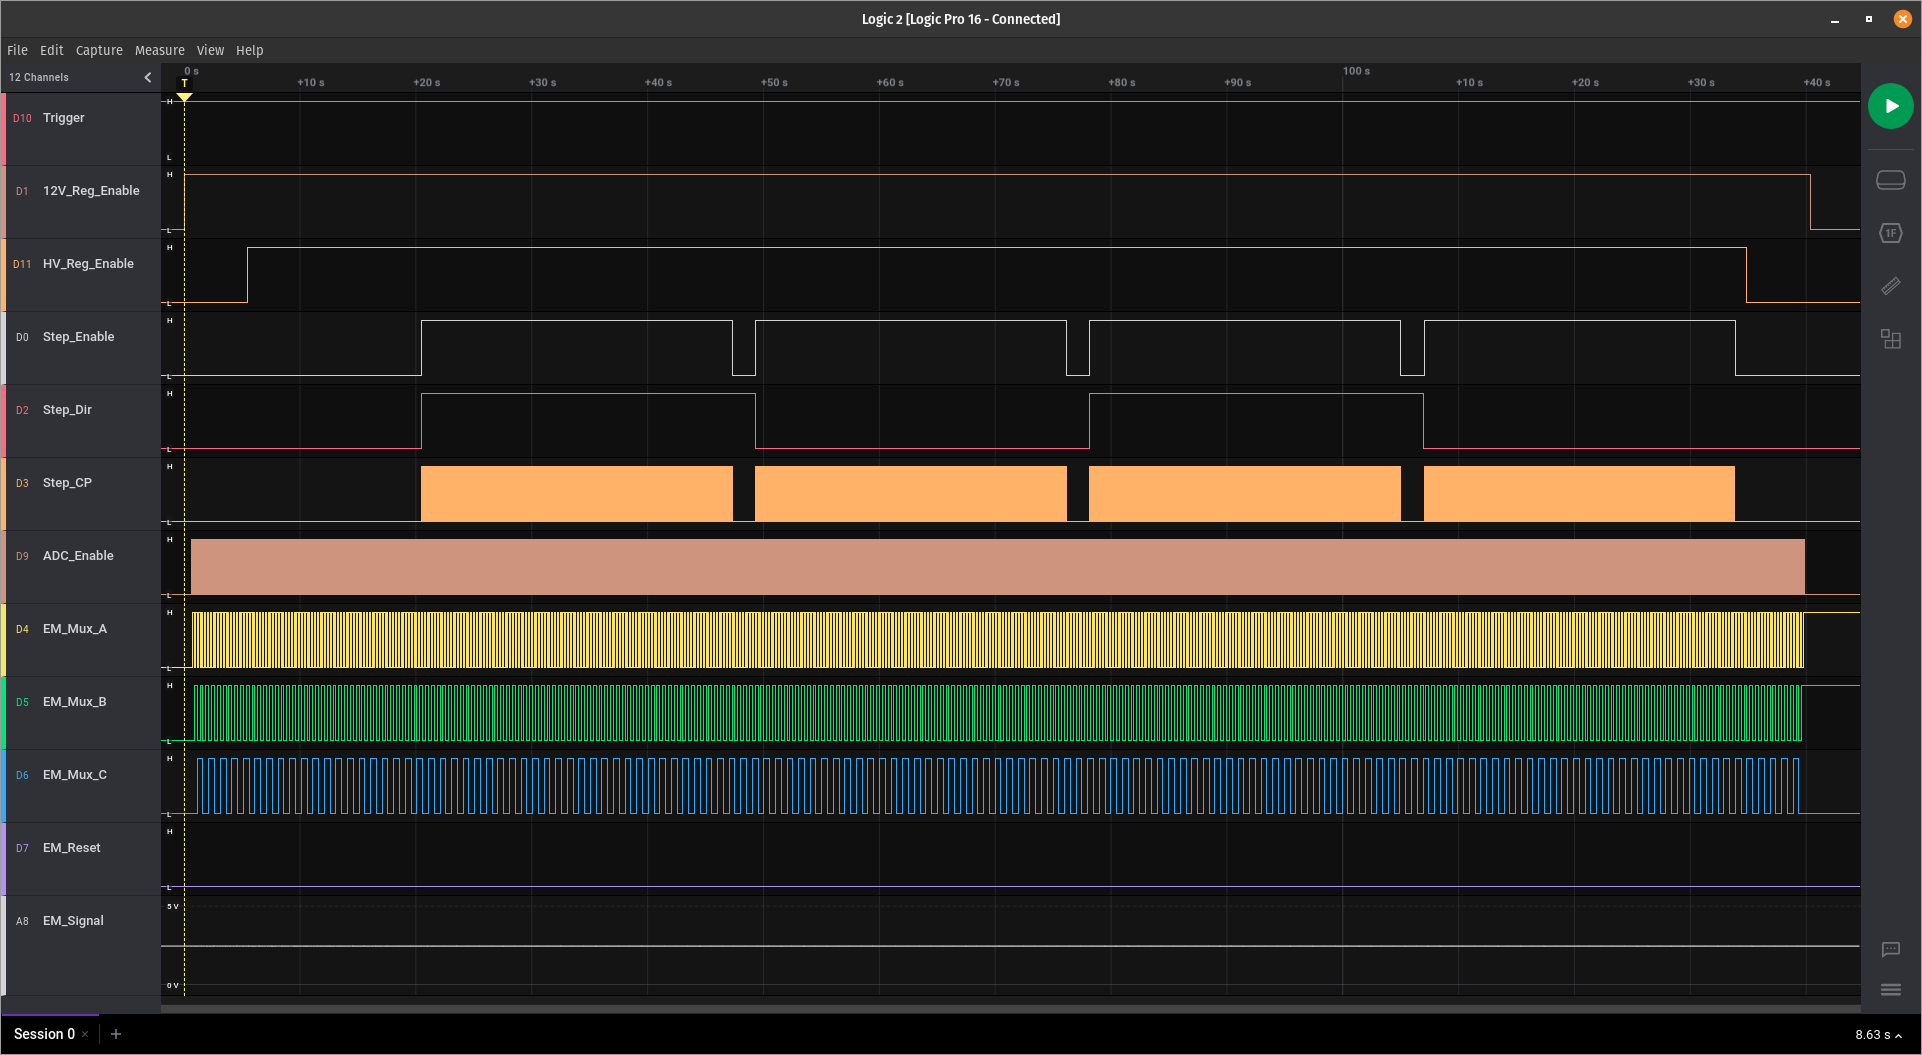 Logic 2 [Logic Pro 16 - Connected]
File Edit Capture Measure View Help
12 Channels
0 s +10 s +20 s +30 s +40 s +50 s +60 s +70 s +80 s +90 s 100 s +10 s +20 s +30 s +40 s
T
D10 Trigger H L
D1 12V_Reg_Enable H L
D11 HV_Reg_Enable H L
D0 Step_Enable H L
D2 Step_Dir H L
D3 Step_CP H L
D9 ADC_Enable H L
D4 EM_Mux_A H L
D5 EM_Mux_B H L
D6 EM_Mux_C H L
D7 EM_Reset H L
A8 EM_Signal 5 V 0 V
1F
Session 0 × +
8.63 s